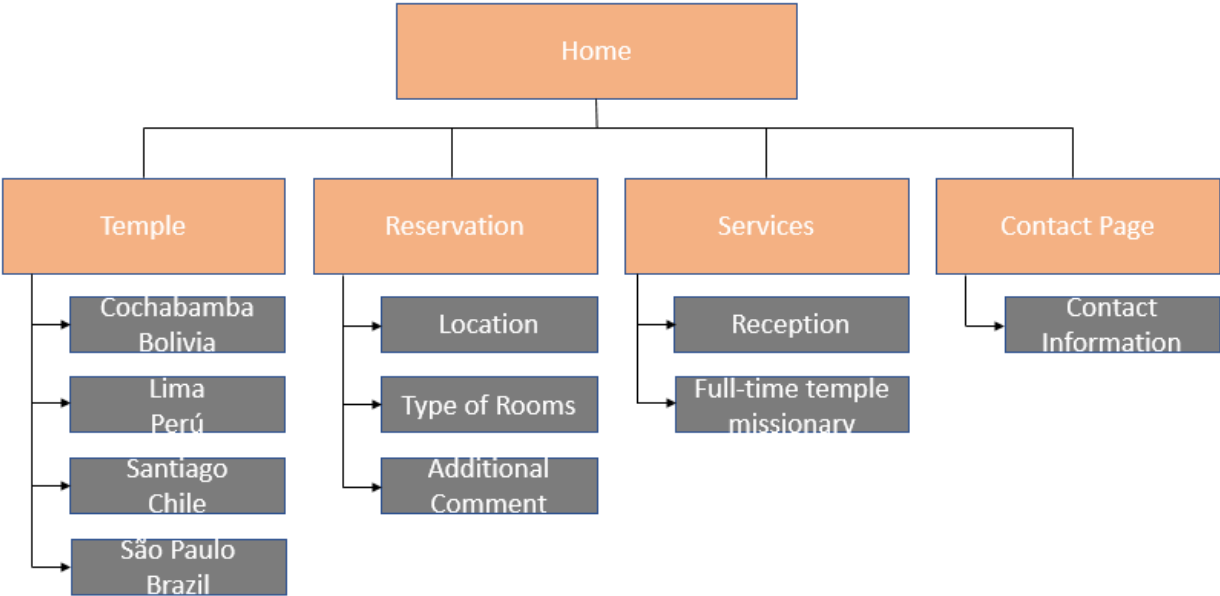 Home
Temple
Reservation
Services
Contact Page
Cochabamba
Bolivia
Lima
Perú
Santiago
Chile
São Paulo
Brazil
Location
Type of Rooms
Additional
Comment
Reception
Full-time temple
missionary
Contact
Information